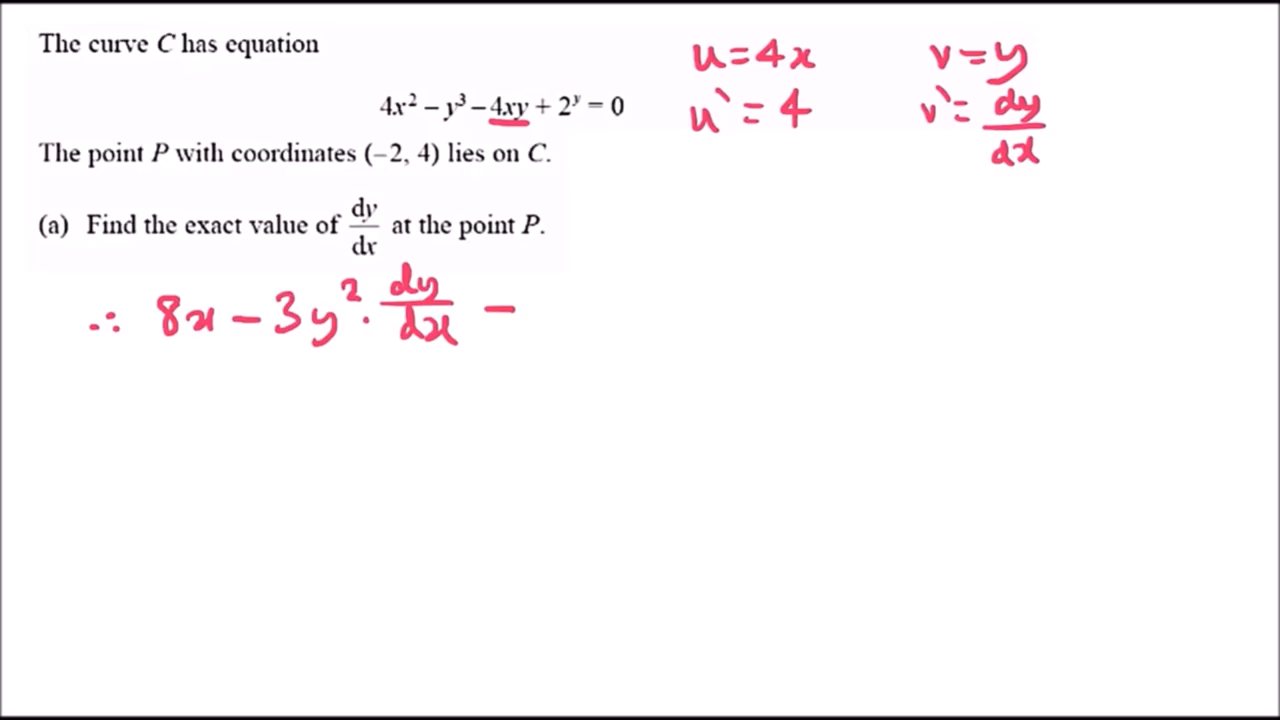 The curve C has equation
4x² – y³ – 4xy + 2ʸ = 0
The point P with coordinates (–2, 4) lies on C.
(a) Find the exact value of dy/dx at the point P.
u = 4x
u` = 4
v = y
v` = dy/dx
∴ 8x – 3y² · dy/dx –